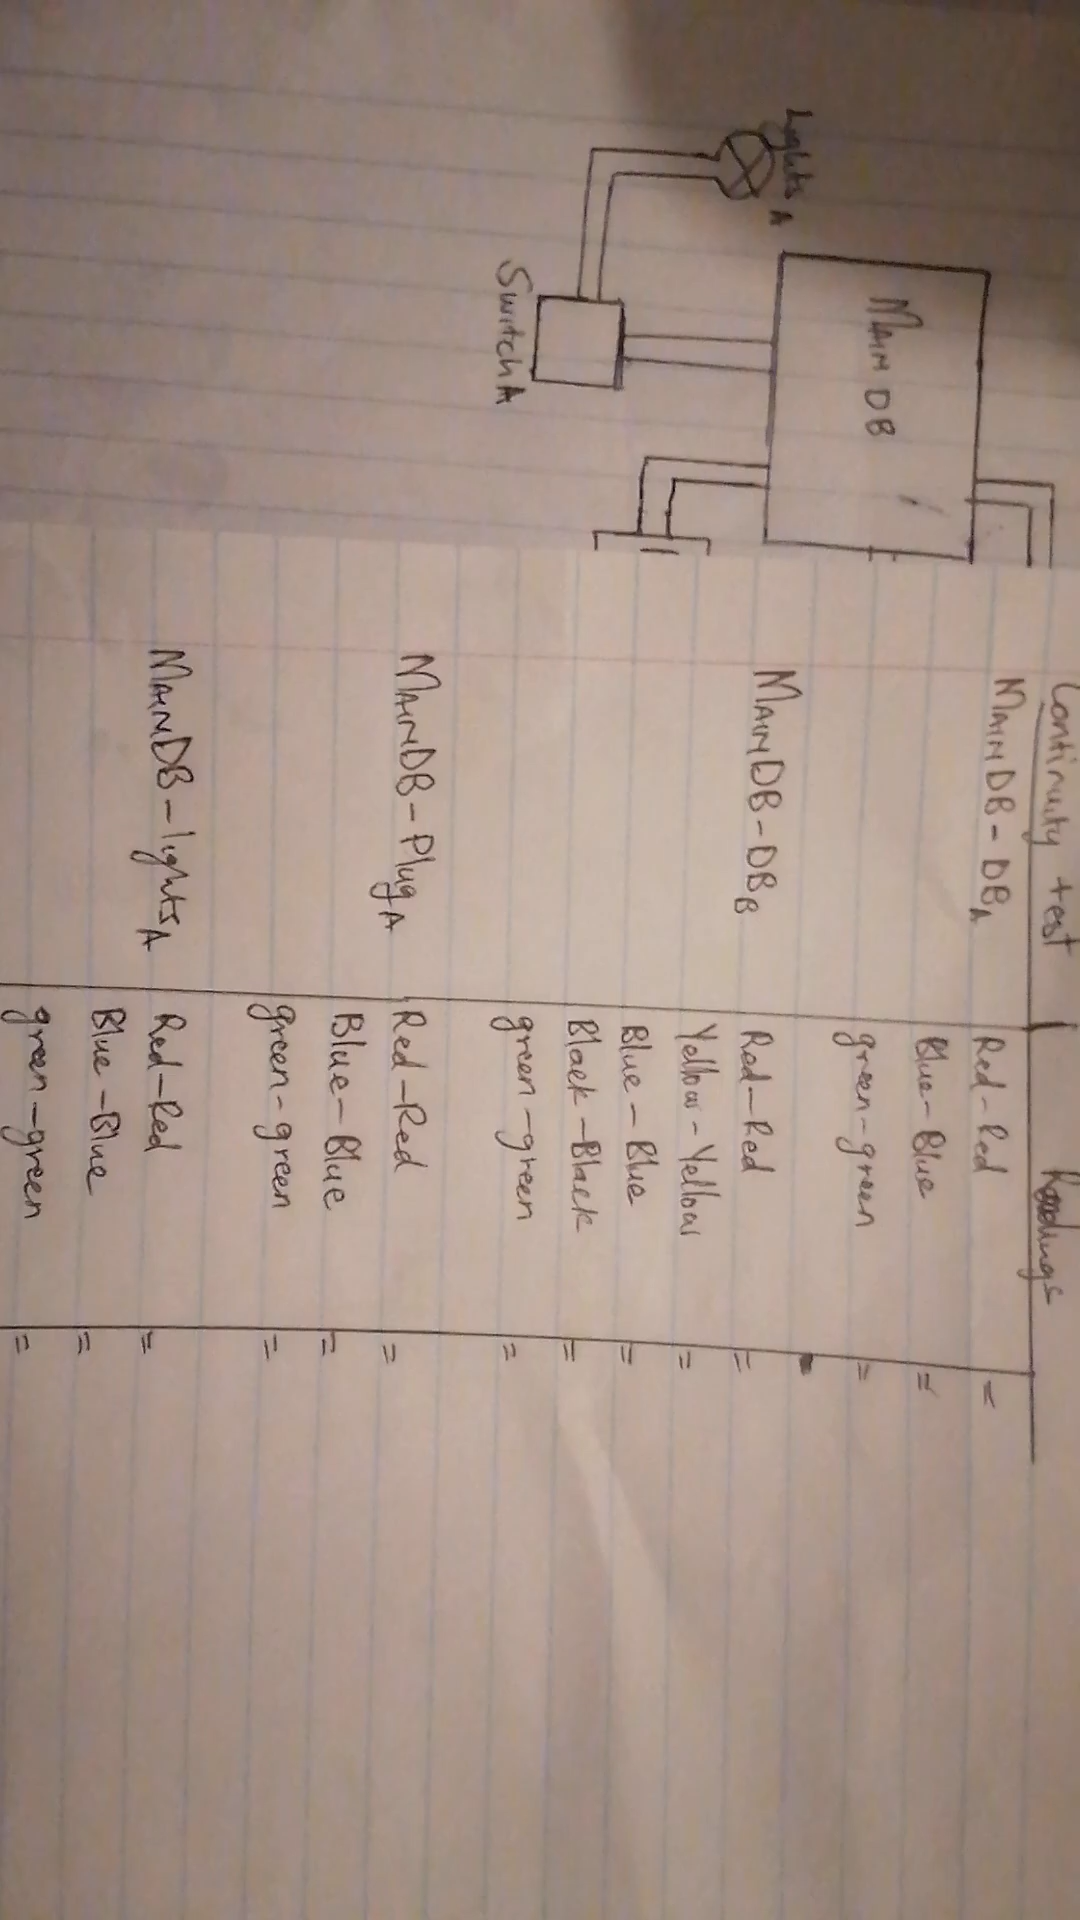 Lights A
MAIN DB
Switch A
Continuity test Readings
MAIN DB - DB A Red - Red =
Blue - Blue =
green - green =
MAIN DB - DB B Red - Red =
Yellow - Yellow =
Blue - Blue =
Black - Black =
green - green =
MAIN DB - Plug A Red - Red =
Blue - Blue =
green - green =
MAIN DB - lights A Red - Red =
Blue - Blue =
green - green =